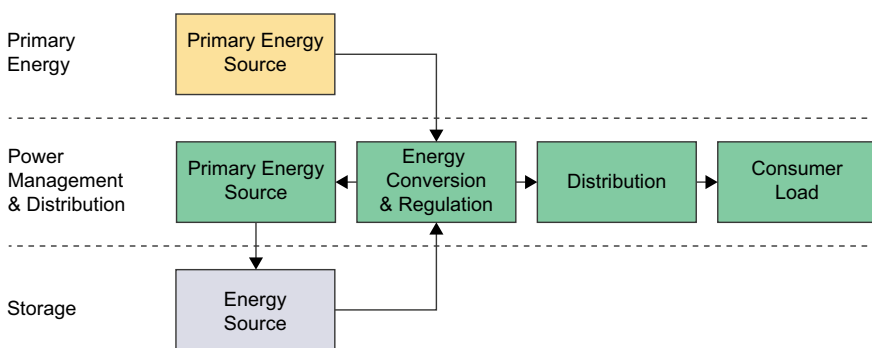 Primary
Energy
Primary Energy
Source
Power
Management
& Distribution
Primary Energy
Source
Energy
Conversion
& Regulation
Distribution
Consumer
Load
Storage
Energy
Source